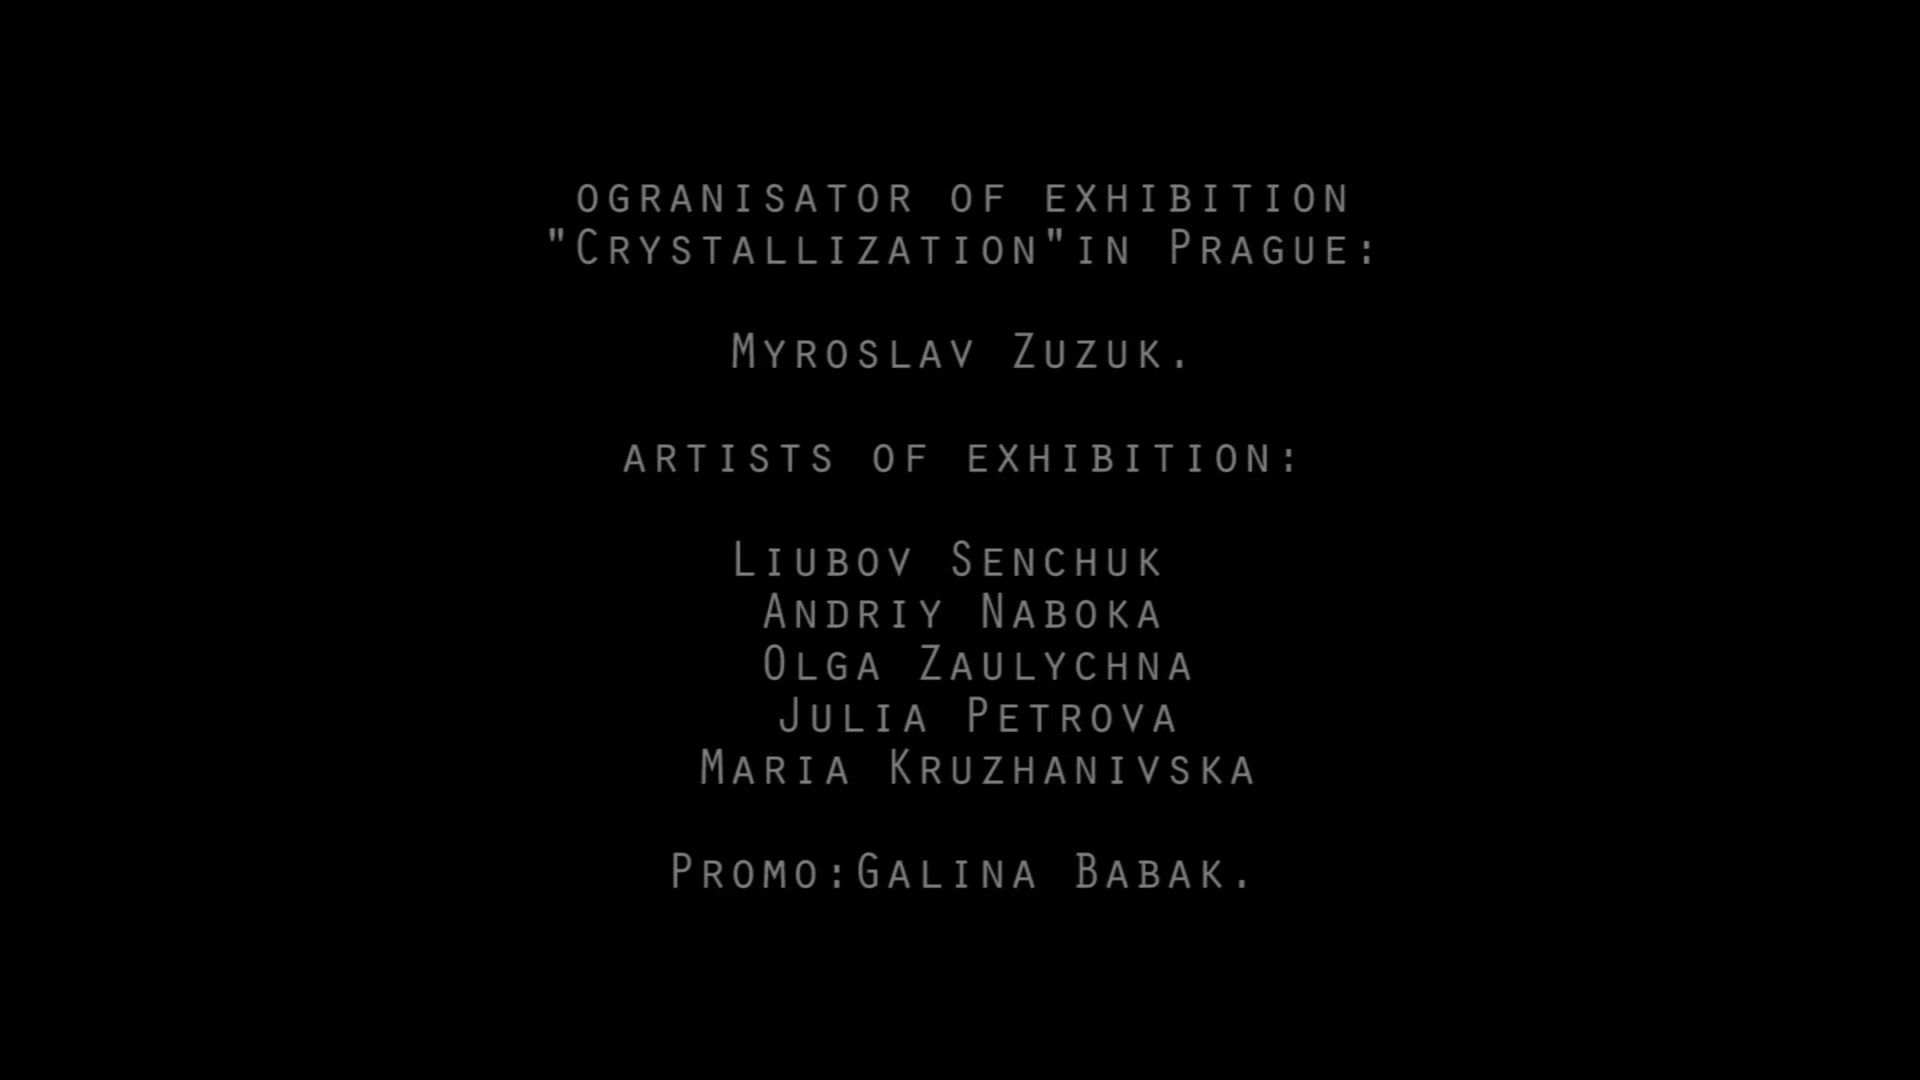 ogranisator of exhibition
"Crystallization"in Prague:
Myroslav Zuzuk.
artists of exhibition:
Liubov Senchuk
Andriy Naboka
Olga Zaulychna
Julia Petrova
Maria Kruzhanivska
Promo:Galina Babak.